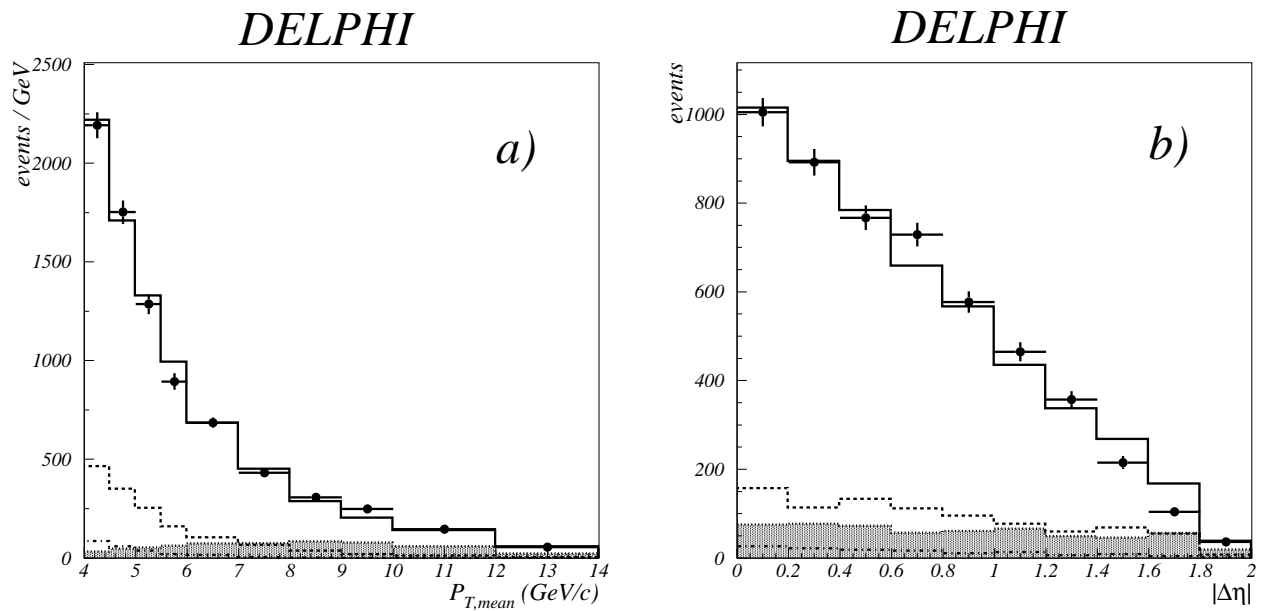 DELPHI
events / GeV
2500
2000
1500
1000
500
0
a)
4 5 6 7 8 9 10 11 12 13 14
P_{T,mean} (GeV/c)
DELPHI
events
1000
800
600
400
200
0
b)
0 0.2 0.4 0.6 0.8 1 1.2 1.4 1.6 1.8 2
|Δη|